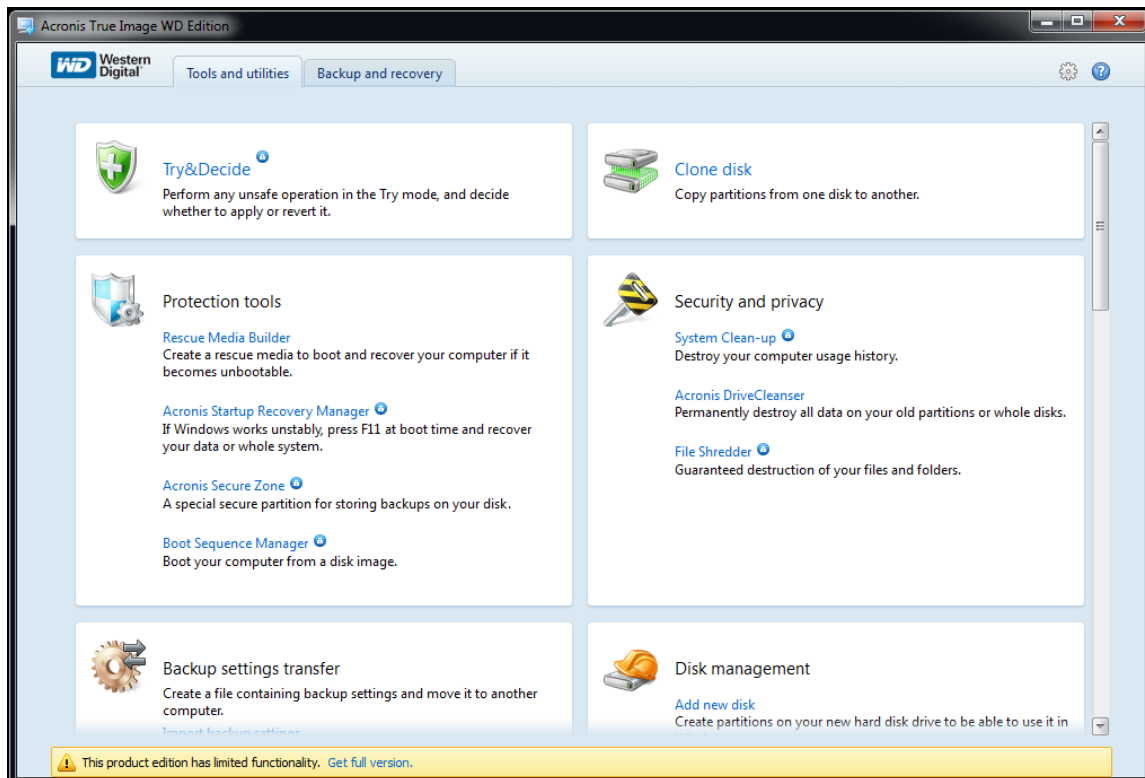 Acronis True Image WD Edition
WD Western Digital
Tools and utilities
Backup and recovery
Try&Decide
Perform any unsafe operation in the Try mode, and decide
whether to apply or revert it.
Clone disk
Copy partitions from one disk to another.
Protection tools
Rescue Media Builder
Create a rescue media to boot and recover your computer if it
becomes unbootable.
Acronis Startup Recovery Manager
If Windows works unstably, press F11 at boot time and recover
your data or whole system.
Acronis Secure Zone
A special secure partition for storing backups on your disk.
Boot Sequence Manager
Boot your computer from a disk image.
Security and privacy
System Clean-up
Destroy your computer usage history.
Acronis DriveCleanser
Permanently destroy all data on your old partitions or whole disks.
File Shredder
Guaranteed destruction of your files and folders.
Backup settings transfer
Create a file containing backup settings and move it to another
computer.
Import backup settings
Disk management
Add new disk
Create partitions on your new hard disk drive to be able to use it in
This product edition has limited functionality. Get full version.